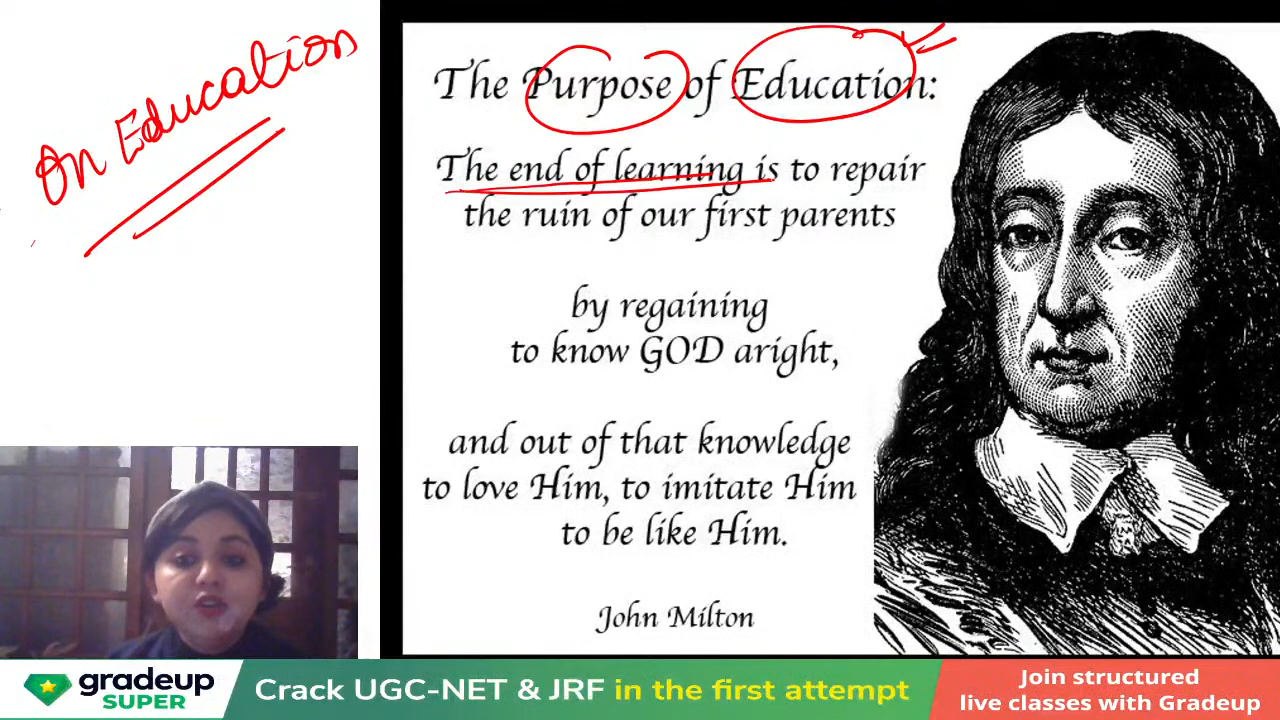 On Education
The Purpose of Education:
The end of learning is to repair
the ruin of our first parents
by regaining
to know GOD aright,
and out of that knowledge
to love Him, to imitate Him
to be like Him.
John Milton
gradeup
SUPER
Crack UGC-NET & JRF in the first attempt
Join structured
live classes with Gradeup